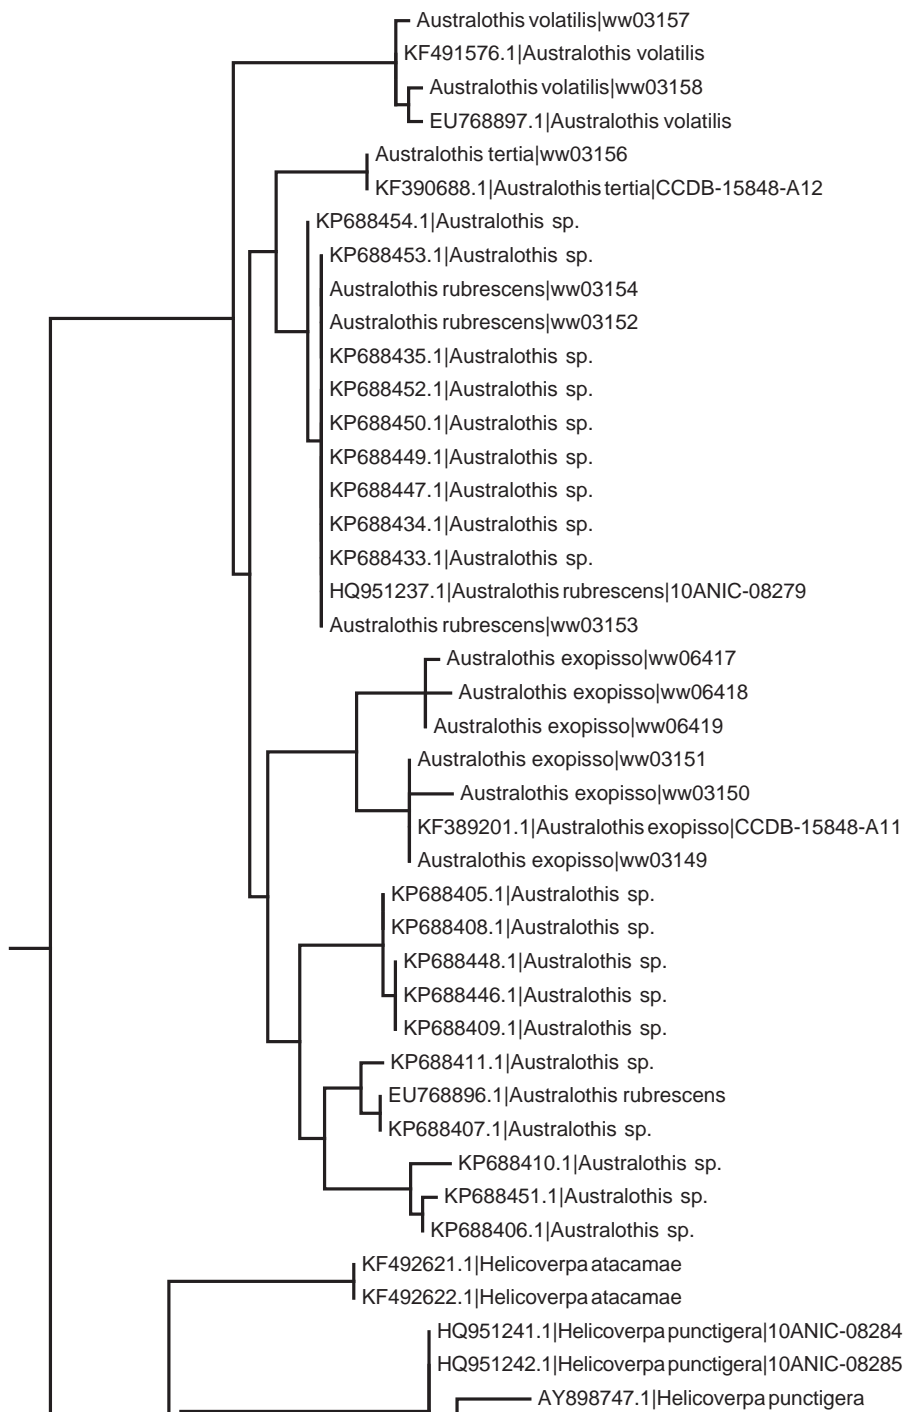 Australothis volatilis|ww03157
KF491576.1|Australothis volatilis
Australothis volatilis|ww03158
EU768897.1|Australothis volatilis
Australothis tertia|ww03156
KF390688.1|Australothis tertia|CCDB-15848-A12
KP688454.1|Australothis sp.
KP688453.1|Australothis sp.
Australothis rubrescens|ww03154
Australothis rubrescens|ww03152
KP688435.1|Australothis sp.
KP688452.1|Australothis sp.
KP688450.1|Australothis sp.
KP688449.1|Australothis sp.
KP688447.1|Australothis sp.
KP688434.1|Australothis sp.
KP688433.1|Australothis sp.
HQ951237.1|Australothis rubrescens|10ANIC-08279
Australothis rubrescens|ww03153
Australothis exopisso|ww06417
Australothis exopisso|ww06418
Australothis exopisso|ww06419
Australothis exopisso|ww03151
Australothis exopisso|ww03150
KF389201.1|Australothis exopisso|CCDB-15848-A11
Australothis exopisso|ww03149
KP688405.1|Australothis sp.
KP688408.1|Australothis sp.
KP688448.1|Australothis sp.
KP688446.1|Australothis sp.
KP688409.1|Australothis sp.
KP688411.1|Australothis sp.
EU768896.1|Australothis rubrescens
KP688407.1|Australothis sp.
KP688410.1|Australothis sp.
KP688451.1|Australothis sp.
KP688406.1|Australothis sp.
KF492621.1|Helicoverpa atacamae
KF492622.1|Helicoverpa atacamae
HQ951241.1|Helicoverpa punctigera|10ANIC-08284
HQ951242.1|Helicoverpa punctigera|10ANIC-08285
AY898747.1|Helicoverpa punctigera